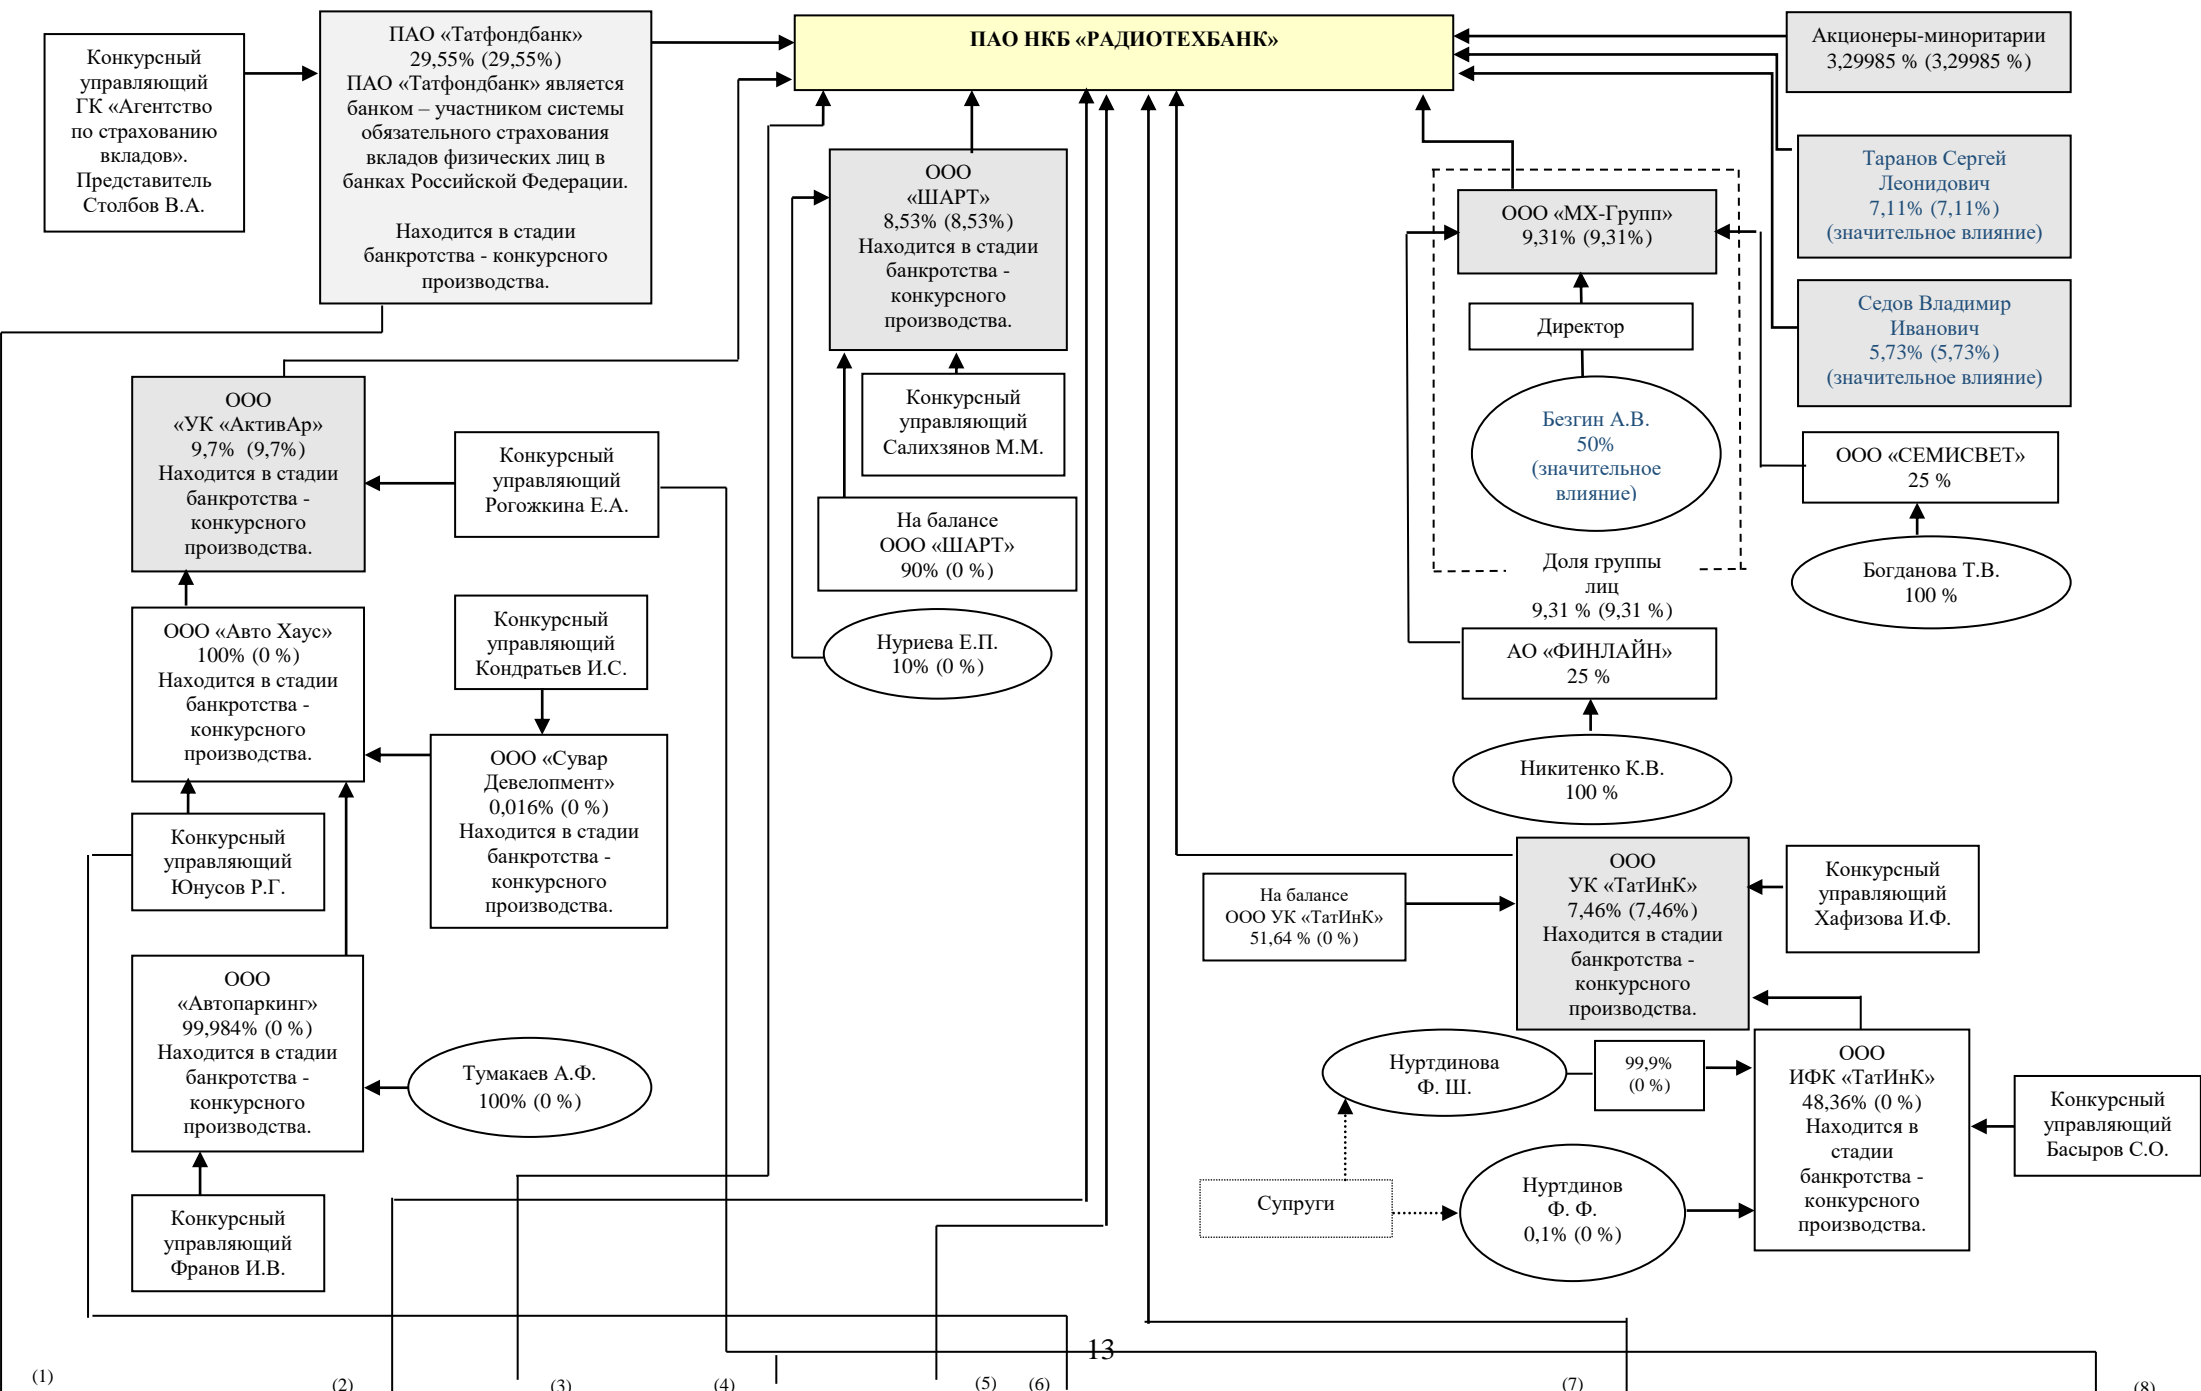 Конкурсный
управляющий
ГК «Агентство
по страхованию
вкладов».
Представитель
Столбов В.А.
ПАО «Татфондбанк»
29,55% (29,55%)
ПАО «Татфондбанк» является
банком – участником системы
обязательного страхования
вкладов физических лиц в
банках Российской Федерации.
Находится в стадии
банкротства - конкурсного
производства.
ПАО НКБ «РАДИОТЕХБАНК»
Акционеры-миноритарии
3,29985 % (3,29985 %)
Таранов Сергей
Леонидович
7,11% (7,11%)
(значительное влияние)
Седов Владимир
Иванович
5,73% (5,73%)
(значительное влияние)
ООО
«ШАРТ»
8,53% (8,53%)
Находится в стадии
банкротства -
конкурсного
производства.
ООО «МХ-Групп»
9,31% (9,31%)
Директор
Безгин А.В.
50%
(значительное
влияние)
Доля группы
лиц
9,31 % (9,31 %)
ООО «СЕМИСВЕТ»
25 %
Богданова Т.В.
100 %
АО «ФИНЛАЙН»
25 %
Никитенко К.В.
100 %
ООО
«УК «АктивАр»
9,7% (9,7%)
Находится в стадии
банкротства -
конкурсного
производства.
Конкурсный
управляющий
Рогожкина Е.А.
Конкурсный
управляющий
Салихзянов М.М.
На балансе
ООО «ШАРТ»
90% (0 %)
Нуриева Е.П.
10% (0 %)
ООО «Авто Хаус»
100% (0 %)
Находится в стадии
банкротства -
конкурсного
производства.
Конкурсный
управляющий
Кондратьев И.С.
ООО «Сувар
Девелопмент»
0,016% (0 %)
Находится в стадии
банкротства -
конкурсного
производства.
Конкурсный
управляющий
Юнусов Р.Г.
ООО
«Автопаркинг»
99,984% (0 %)
Находится в стадии
банкротства -
конкурсного
производства.
Тумакаев А.Ф.
100% (0 %)
Конкурсный
управляющий
Франов И.В.
На балансе
ООО УК «ТатИнК»
51,64 % (0 %)
ООО
УК «ТатИнК»
7,46% (7,46%)
Находится в стадии
банкротства -
конкурсного
производства.
Конкурсный
управляющий
Хафизова И.Ф.
Нуртдинова
Ф. Ш.
99,9%
(0 %)
ООО
ИФК «ТатИнК»
48,36% (0 %)
Находится в
стадии
банкротства -
конкурсного
производства.
Конкурсный
управляющий
Басыров С.О.
Супруги
Нуртдинов
Ф. Ф.
0,1% (0 %)
13
(1)
(2)
(3)
(4)
(5)
(6)
(7)
(8)